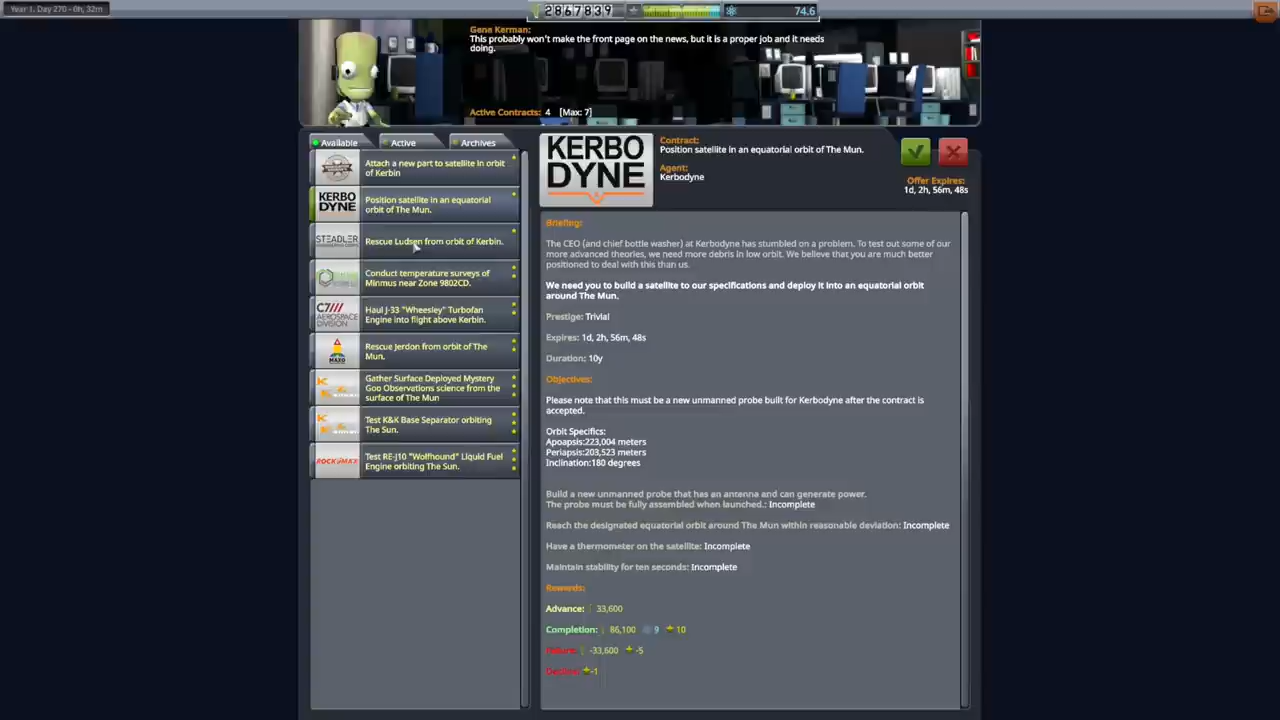 Year 1, Day 270 - 0h, 32m
2867839
74.6
Gene Kerman:
This probably won't make the front page on the news, but it is a proper job and it needs
doing.
Active Contracts: 4 [Max: 7]
Available
Active
Archives
Attach a new part to satellite in orbit
of Kerbin
KERBO
DYNE
Position satellite in an equatorial
orbit of The Mun.
STEADLER
Rescue Ludsen from orbit of Kerbin.
Conduct temperature surveys of
Minmus near Zone 9802CD.
C7///
AEROSPACE
DIVISION
Haul J-33 "Wheesley" Turbofan
Engine into flight above Kerbin.
Rescue Jerdon from orbit of The
Mun.
Gather Surface Deployed Mystery
Goo Observations science from the
surface of The Mun
Test K&K Base Separator orbiting
The Sun.
ROCKOMAX
Test RE-J10 "Wolfhound" Liquid Fuel
Engine orbiting The Sun.
KERBO
DYNE
Contract:
Position satellite in an equatorial orbit of The Mun.
Agent:
Kerbodyne
Offer Expires:
1d, 2h, 56m, 48s
Briefing:
The CEO (and chief bottle washer) at Kerbodyne has stumbled on a problem. To test out some of our
more advanced theories, we need more debris in low orbit. We believe that you are much better
positioned to deal with this than us.
We need you to build a satellite to our specifications and deploy it into an equatorial orbit
around The Mun.
Prestige: Trivial
Expires: 1d, 2h, 56m, 48s
Duration: 10y
Objectives:
Please note that this must be a new unmanned probe built for Kerbodyne after the contract is
accepted.
Orbit Specifics:
Apoapsis:223,004 meters
Periapsis:203,523 meters
Inclination:180 degrees
Build a new unmanned probe that has an antenna and can generate power.
The probe must be fully assembled when launched.: Incomplete
Reach the designated equatorial orbit around The Mun within reasonable deviation: Incomplete
Have a thermometer on the satellite: Incomplete
Maintain stability for ten seconds: Incomplete
Rewards:
Advance: 33,600
Completion: 86,100 9 10
Failure: -33,600 -5
Decline: -1